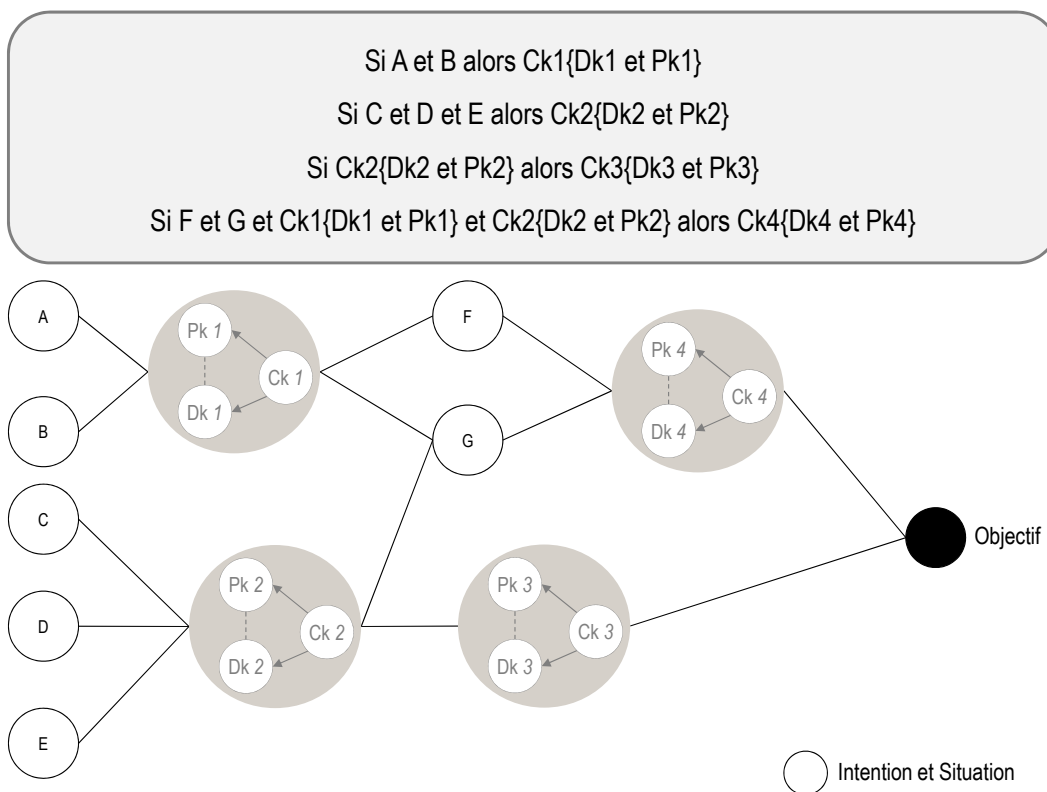 Si A et B alors Ck1{Dk1 et Pk1}
Si C et D et E alors Ck2{Dk2 et Pk2}
Si Ck2{Dk2 et Pk2} alors Ck3{Dk3 et Pk3}
Si F et G et Ck1{Dk1 et Pk1} et Ck2{Dk2 et Pk2} alors Ck4{Dk4 et Pk4}
A
Pk 1
Ck 1
Dk 1
F
Pk 4
Ck 4
Dk 4
B
G
C
Objectif
Pk 2
Ck 2
Dk 2
Pk 3
Ck 3
Dk 3
D
E
Intention et Situation